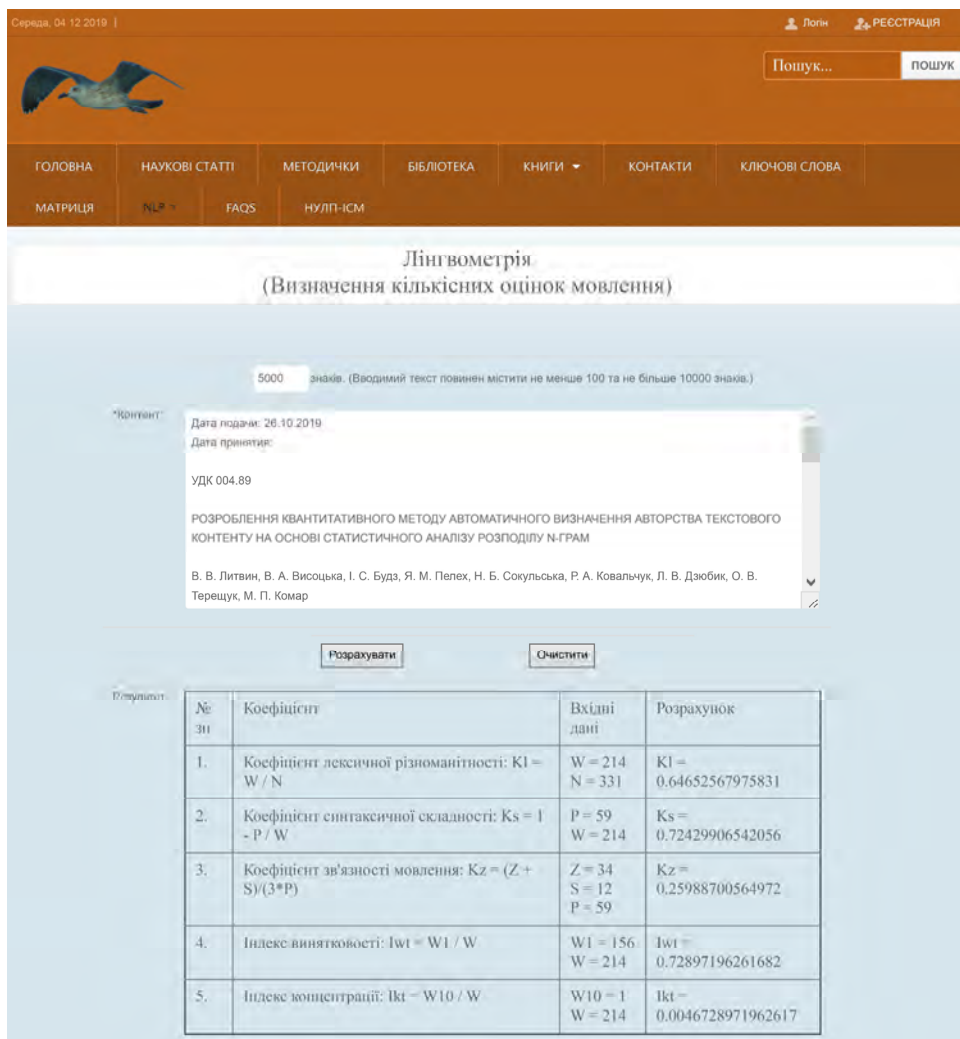 Середа, 04 12 2019 |
Логін РЕЄСТРАЦІЯ
Пошук... ПОШУК
ГОЛОВНА НАУКОВІ СТАТТІ МЕТОДИЧКИ БІБЛІОТЕКА КНИГИ КОНТАКТИ КЛЮЧОВІ СЛОВА
МАТРИЦЯ NLP FAQS НУЛП-ІСМ
Лінгвометрія
(Визначення кількісних оцінок мовлення)
5000 знаків. (Вводимий текст повинен містити не менше 100 та не більше 10000 знаків.)
*Контент:
Дата подачи: 26.10.2019
Дата принятия:
УДК 004.89
РОЗРОБЛЕННЯ КВАНТИТАТИВНОГО МЕТОДУ АВТОМАТИЧНОГО ВИЗНАЧЕННЯ АВТОРСТВА ТЕКСТОВОГО
КОНТЕНТУ НА ОСНОВІ СТАТИСТИЧНОГО АНАЛІЗУ РОЗПОДІЛУ N-ГРАМ
В. В. Литвин, В. А. Висоцька, І. С. Будз, Я. М. Пелех, Н. Б. Сокульська, Р. А. Ковальчук, Л. В. Дзюбик, О. В.
Терещук, М. П. Комар
Розрахувати Очистити
Результат:
№ Коефіцієнт Вхідні Розрахунок
зп дані
1. Коефіцієнт лексичної різноманітності: Kl = W = 214 Kl =
W / N N = 331 0.64652567975831
2. Коефіцієнт синтаксичної складності: Ks = 1 P = 59 Ks =
- P / W W = 214 0.72429906542056
3. Коефіцієнт зв'язності мовлення: Kz = (Z + Z = 34 Kz =
S)/(3*P) S = 12 0.25988700564972
P = 59
4. Індекс винятковості: Iwt = W1 / W W1 = 156 Iwt =
W = 214 0.72897196261682
5. Індекс концентрації: Ikt = W10 / W W10 = 1 Ikt =
W = 214 0.0046728971962617